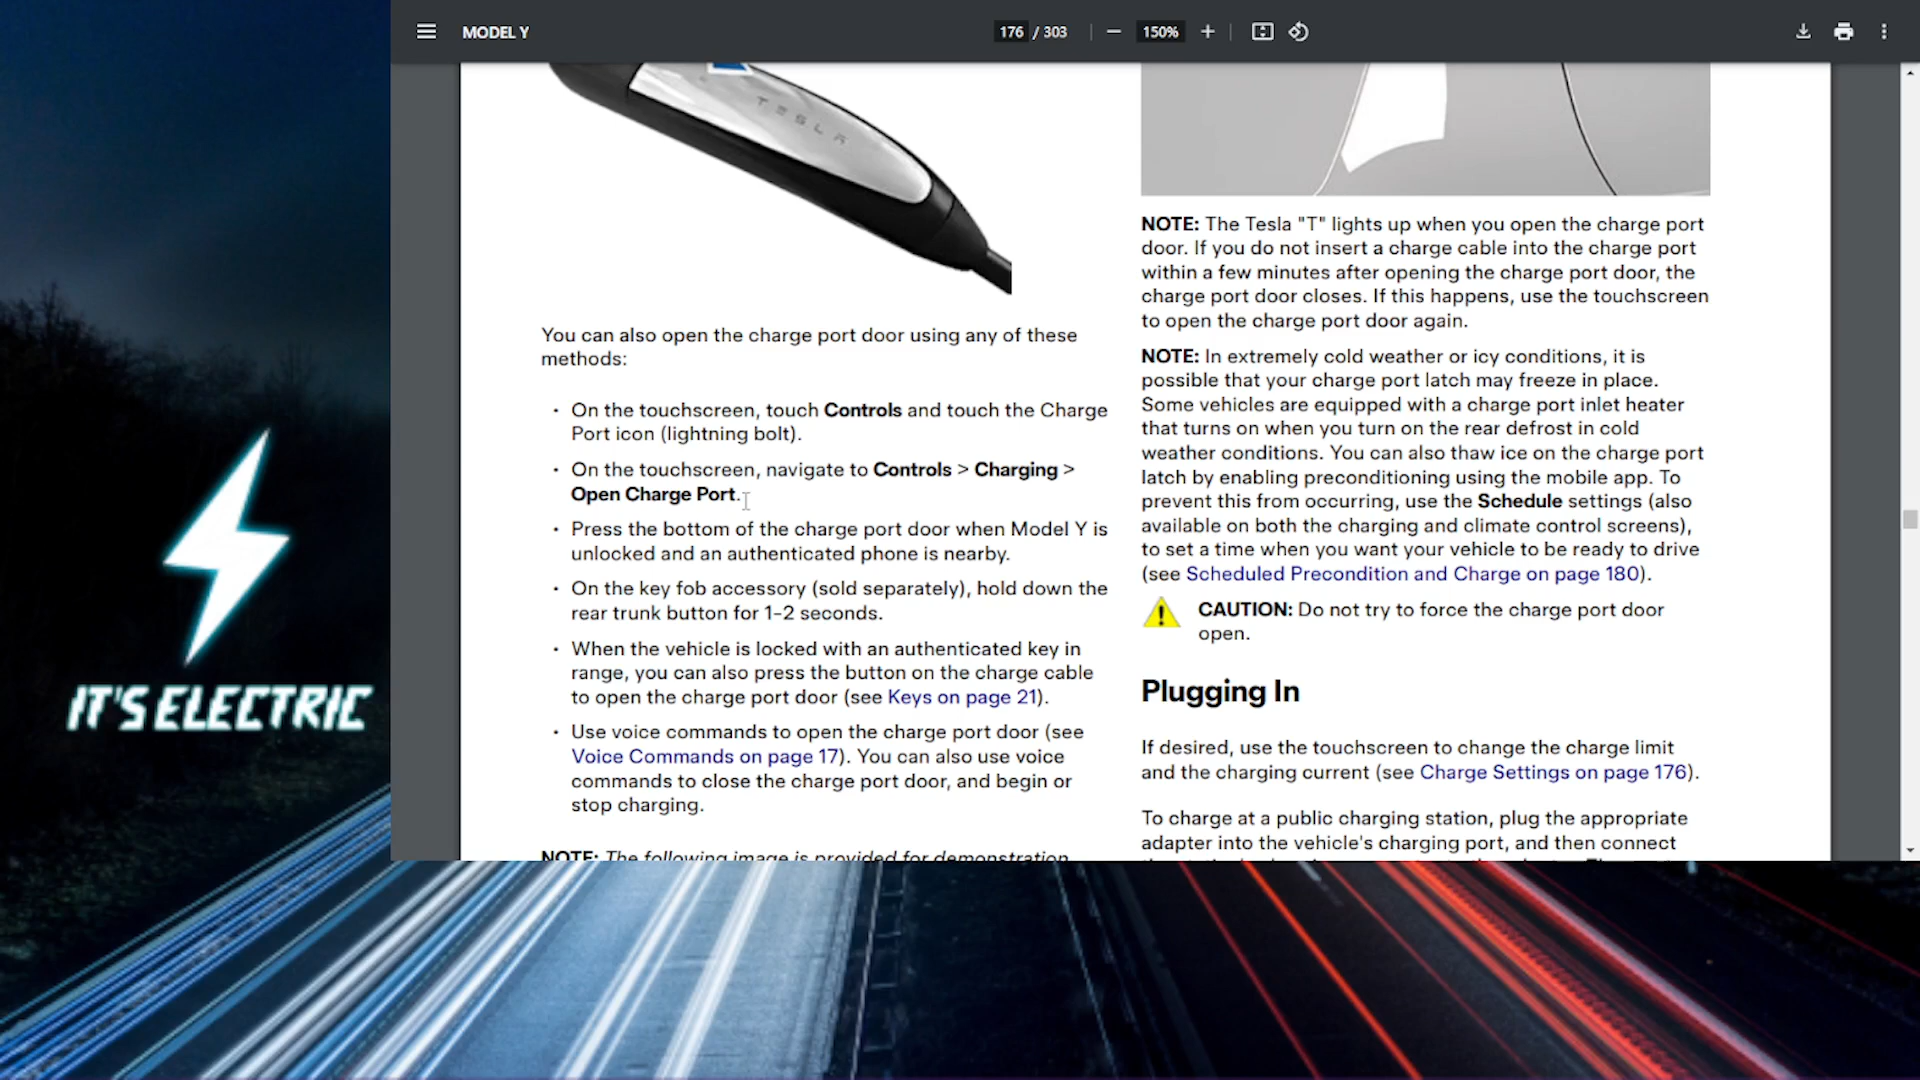 MODEL Y
176 / 303
150%
TESLA
You can also open the charge port door using any of these
methods:
· On the touchscreen, touch Controls and touch the Charge
Port icon (lightning bolt).
· On the touchscreen, navigate to Controls > Charging >
Open Charge Port.
· Press the bottom of the charge port door when Model Y is
unlocked and an authenticated phone is nearby.
· On the key fob accessory (sold separately), hold down the
rear trunk button for 1-2 seconds.
· When the vehicle is locked with an authenticated key in
range, you can also press the button on the charge cable
to open the charge port door (see Keys on page 21).
· Use voice commands to open the charge port door (see
Voice Commands on page 17). You can also use voice
commands to close the charge port door, and begin or
stop charging.
NOTE: The following image is provided for demonstration
NOTE: The Tesla "T" lights up when you open the charge port
door. If you do not insert a charge cable into the charge port
within a few minutes after opening the charge port door, the
charge port door closes. If this happens, use the touchscreen
to open the charge port door again.
NOTE: In extremely cold weather or icy conditions, it is
possible that your charge port latch may freeze in place.
Some vehicles are equipped with a charge port inlet heater
that turns on when you turn on the rear defrost in cold
weather conditions. You can also thaw ice on the charge port
latch by enabling preconditioning using the mobile app. To
prevent this from occurring, use the Schedule settings (also
available on both the charging and climate control screens),
to set a time when you want your vehicle to be ready to drive
(see Scheduled Precondition and Charge on page 180).
CAUTION: Do not try to force the charge port door
open.
Plugging In
If desired, use the touchscreen to change the charge limit
and the charging current (see Charge Settings on page 176).
To charge at a public charging station, plug the appropriate
adapter into the vehicle's charging port, and then connect
IT'S ELECTRIC